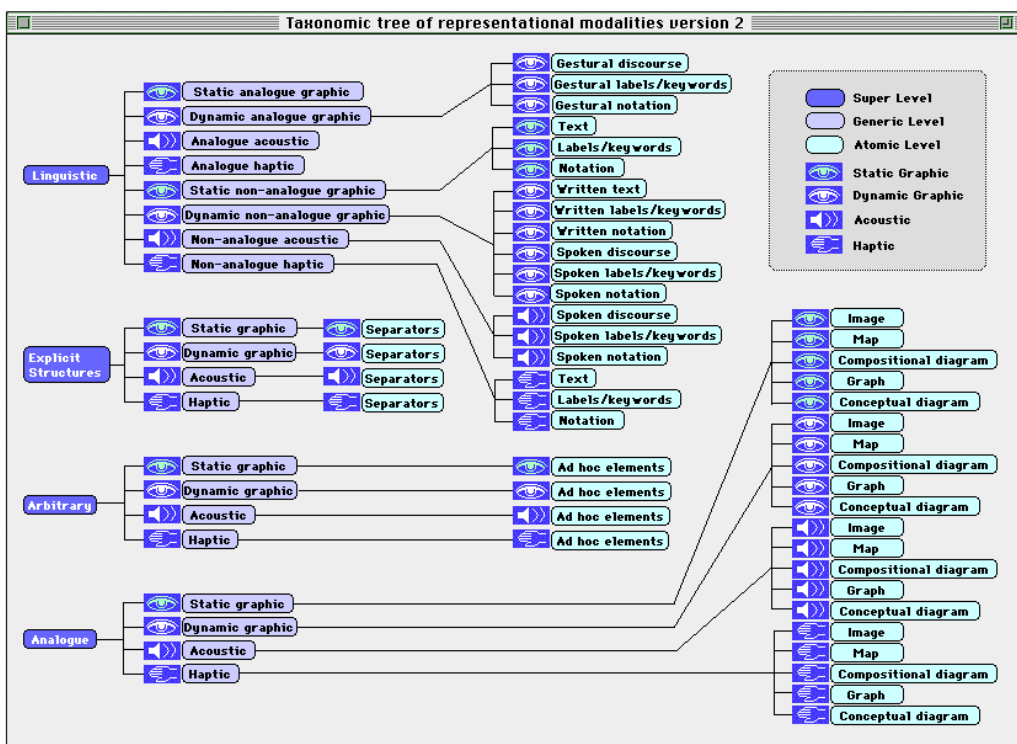 Taxonomic tree of representational modalities version 2
Linguistic
Static analogue graphic
Dynamic analogue graphic
Analogue acoustic
Analogue haptic
Static non-analogue graphic
Dynamic non-analogue graphic
Non-analogue acoustic
Non-analogue haptic
Gestural discourse
Gestural labels/keywords
Gestural notation
Text
Labels/keywords
Notation
Written text
Written labels/keywords
Written notation
Spoken discourse
Spoken labels/keywords
Spoken notation
Spoken discourse
Spoken labels/keywords
Spoken notation
Text
Labels/keywords
Notation
Super Level
Generic Level
Atomic Level
Static Graphic
Dynamic Graphic
Acoustic
Haptic
Explicit
Structures
Static graphic
Separators
Dynamic graphic
Separators
Acoustic
Separators
Haptic
Separators
Arbitrary
Static graphic
Ad hoc elements
Dynamic graphic
Ad hoc elements
Acoustic
Ad hoc elements
Haptic
Ad hoc elements
Analogue
Static graphic
Dynamic graphic
Acoustic
Haptic
Image
Map
Compositional diagram
Graph
Conceptual diagram
Image
Map
Compositional diagram
Graph
Conceptual diagram
Image
Map
Compositional diagram
Graph
Conceptual diagram
Image
Map
Compositional diagram
Graph
Conceptual diagram